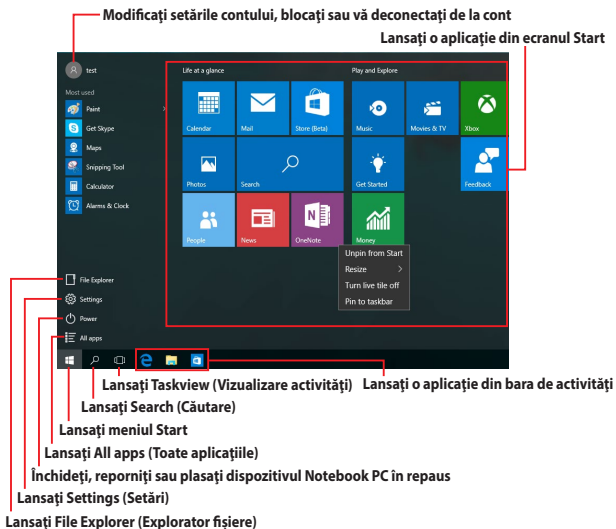 Modificați setările contului, blocați sau vă deconectați de la cont
Lansați o aplicație din ecranul Start
test
Life at a glance
Play and Explore
Most used
Paint
Get Skype
Maps
Snipping Tool
Calculator
Alarms & Clock
Calendar
Mail
Store (Beta)
Music
Movies & TV
Xbox
Photos
Search
Get Started
Feedback
People
News
OneNote
Money
Unpin from Start
Resize
Turn live tile off
Pin to taskbar
File Explorer
Settings
Power
All apps
Lansați Taskview (Vizualizare activități)
Lansați o aplicație din bara de activități
Lansați Search (Căutare)
Lansați meniul Start
Lansați All apps (Toate aplicațiile)
Închideți, reporniți sau plasați dispozitivul Notebook PC în repaus
Lansați Settings (Setări)
Lansați File Explorer (Explorator fișiere)